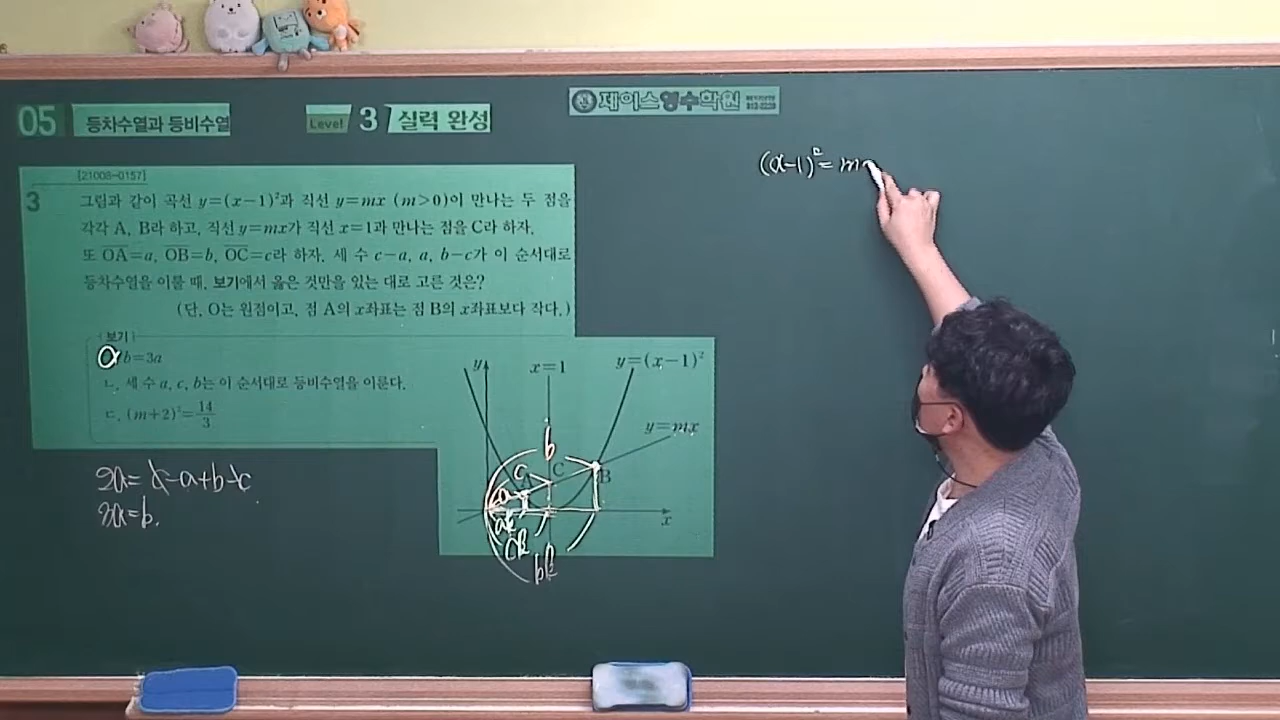 05 등차수열과 등비수열 Level 3 실력 완성
제이스영수학원
[21008-0157]
3 그림과 같이 곡선 y=(x-1)²과 직선 y=mx (m>0)이 만나는 두 점을
각각 A, B라 하고, 직선 y=mx가 직선 x=1과 만나는 점을 C라 하자.
또 OA=a, OB=b, OC=c라 하자. 세 수 c-a, a, b-c가 이 순서대로
등차수열을 이룰 때, 보기에서 옳은 것만을 있는 대로 고른 것은?
(단, O는 원점이고, 점 A의 x좌표는 점 B의 x좌표보다 작다.)
보기
b=3a
ㄴ. 세 수 a, c, b는 이 순서대로 등비수열을 이룬다.
ㄷ. (m+2)²=14/3
y
x=1
y=(x-1)²
y=mx
b
c
C
a
B
O
x
ak
ck
bk
2a=c-a+b-c
3a=b.
(x-1)²=m